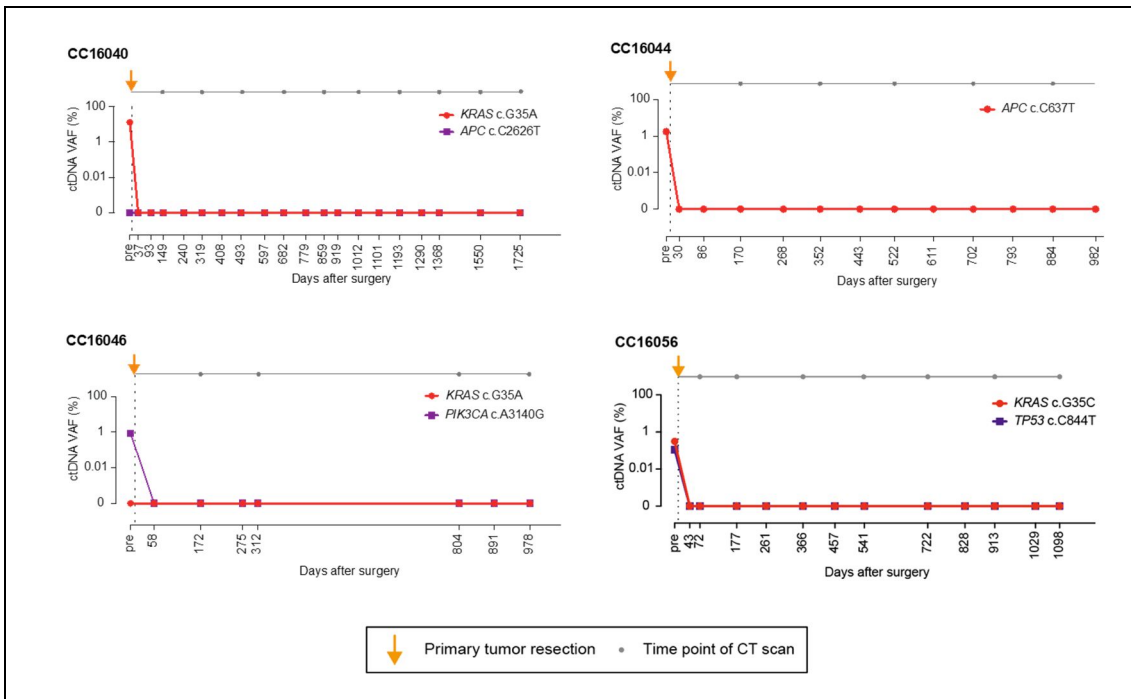 CC16040
100
1
0.01
0
ctDNA VAF (%)
KRAS c.G35A
APC c.C2626T
pre
37
93
149
240
319
408
493
597
682
779
859
919
1012
1101
1193
1290
1368
1550
1725
Days after surgery
CC16044
100
1
0.01
0
ctDNA VAF (%)
APC c.C637T
pre
30
86
170
268
352
443
522
611
702
793
884
982
Days after surgery
CC16046
100
1
0.01
0
ctDNA VAF (%)
KRAS c.G35A
PIK3CA c.A3140G
pre
58
172
275
312
804
891
978
Days after surgery
CC16056
100
1
0.01
0
ctDNA VAF (%)
KRAS c.G35C
TP53 c.C844T
pre
43
72
177
261
366
457
541
722
828
913
1029
1098
Days after surgery
Primary tumor resection
Time point of CT scan